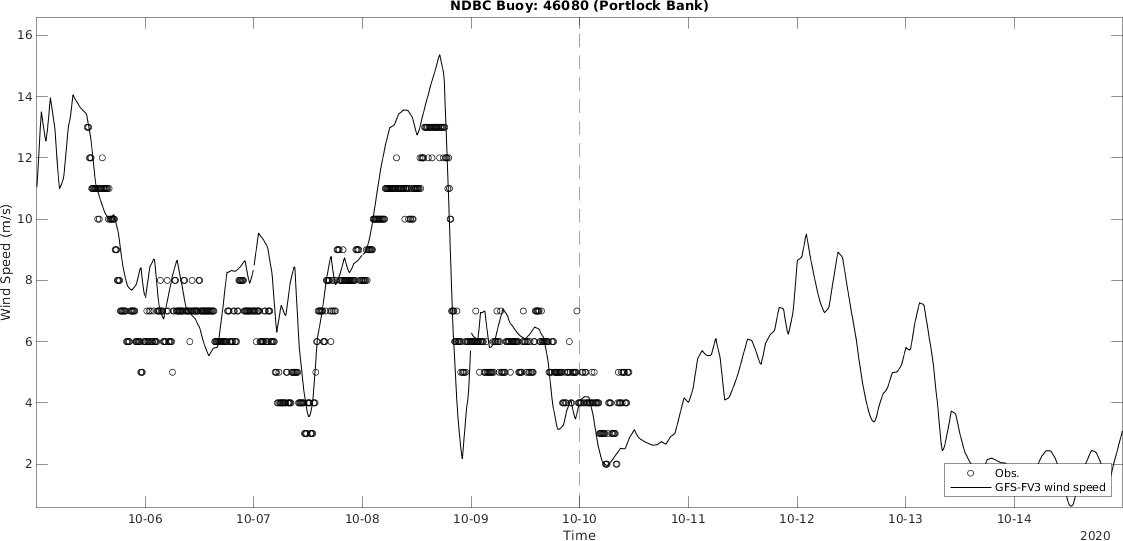 NDBC Buoy: 46080 (Portlock Bank)
16
14
12
10
8
6
4
2
Wind Speed (m/s)
10-06 10-07 10-08 10-09 10-10 10-11 10-12 10-13 10-14
Time
2020
Obs.
GFS-FV3 wind speed